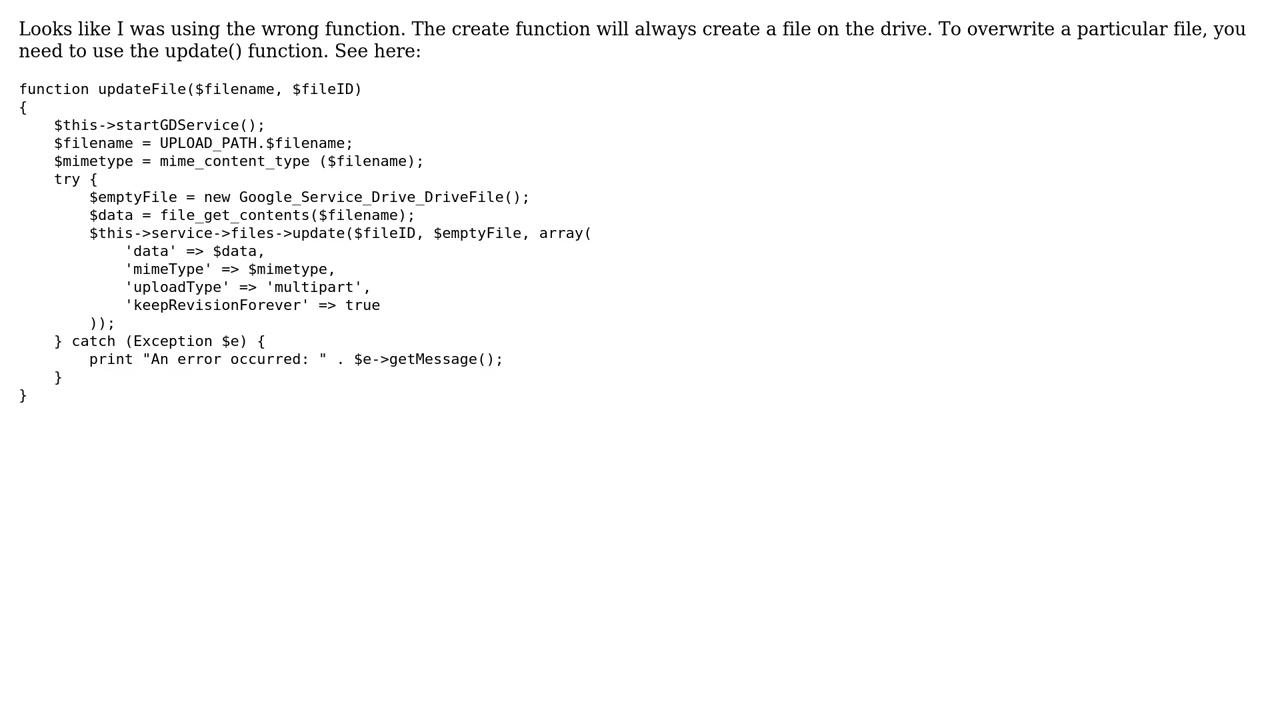 Looks like I was using the wrong function. The create function will always create a file on the drive. To overwrite a particular file, you
need to use the update() function. See here:
function updateFile($filename, $fileID)
{
    $this->startGDService();
    $filename = UPLOAD_PATH.$filename;
    $mimetype = mime_content_type ($filename);
    try {
        $emptyFile = new Google_Service_Drive_DriveFile();
        $data = file_get_contents($filename);
        $this->service->files->update($fileID, $emptyFile, array(
            'data' => $data,
            'mimeType' => $mimetype,
            'uploadType' => 'multipart',
            'keepRevisionForever' => true
        ));
    } catch (Exception $e) {
        print "An error occurred: " . $e->getMessage();
    }
}